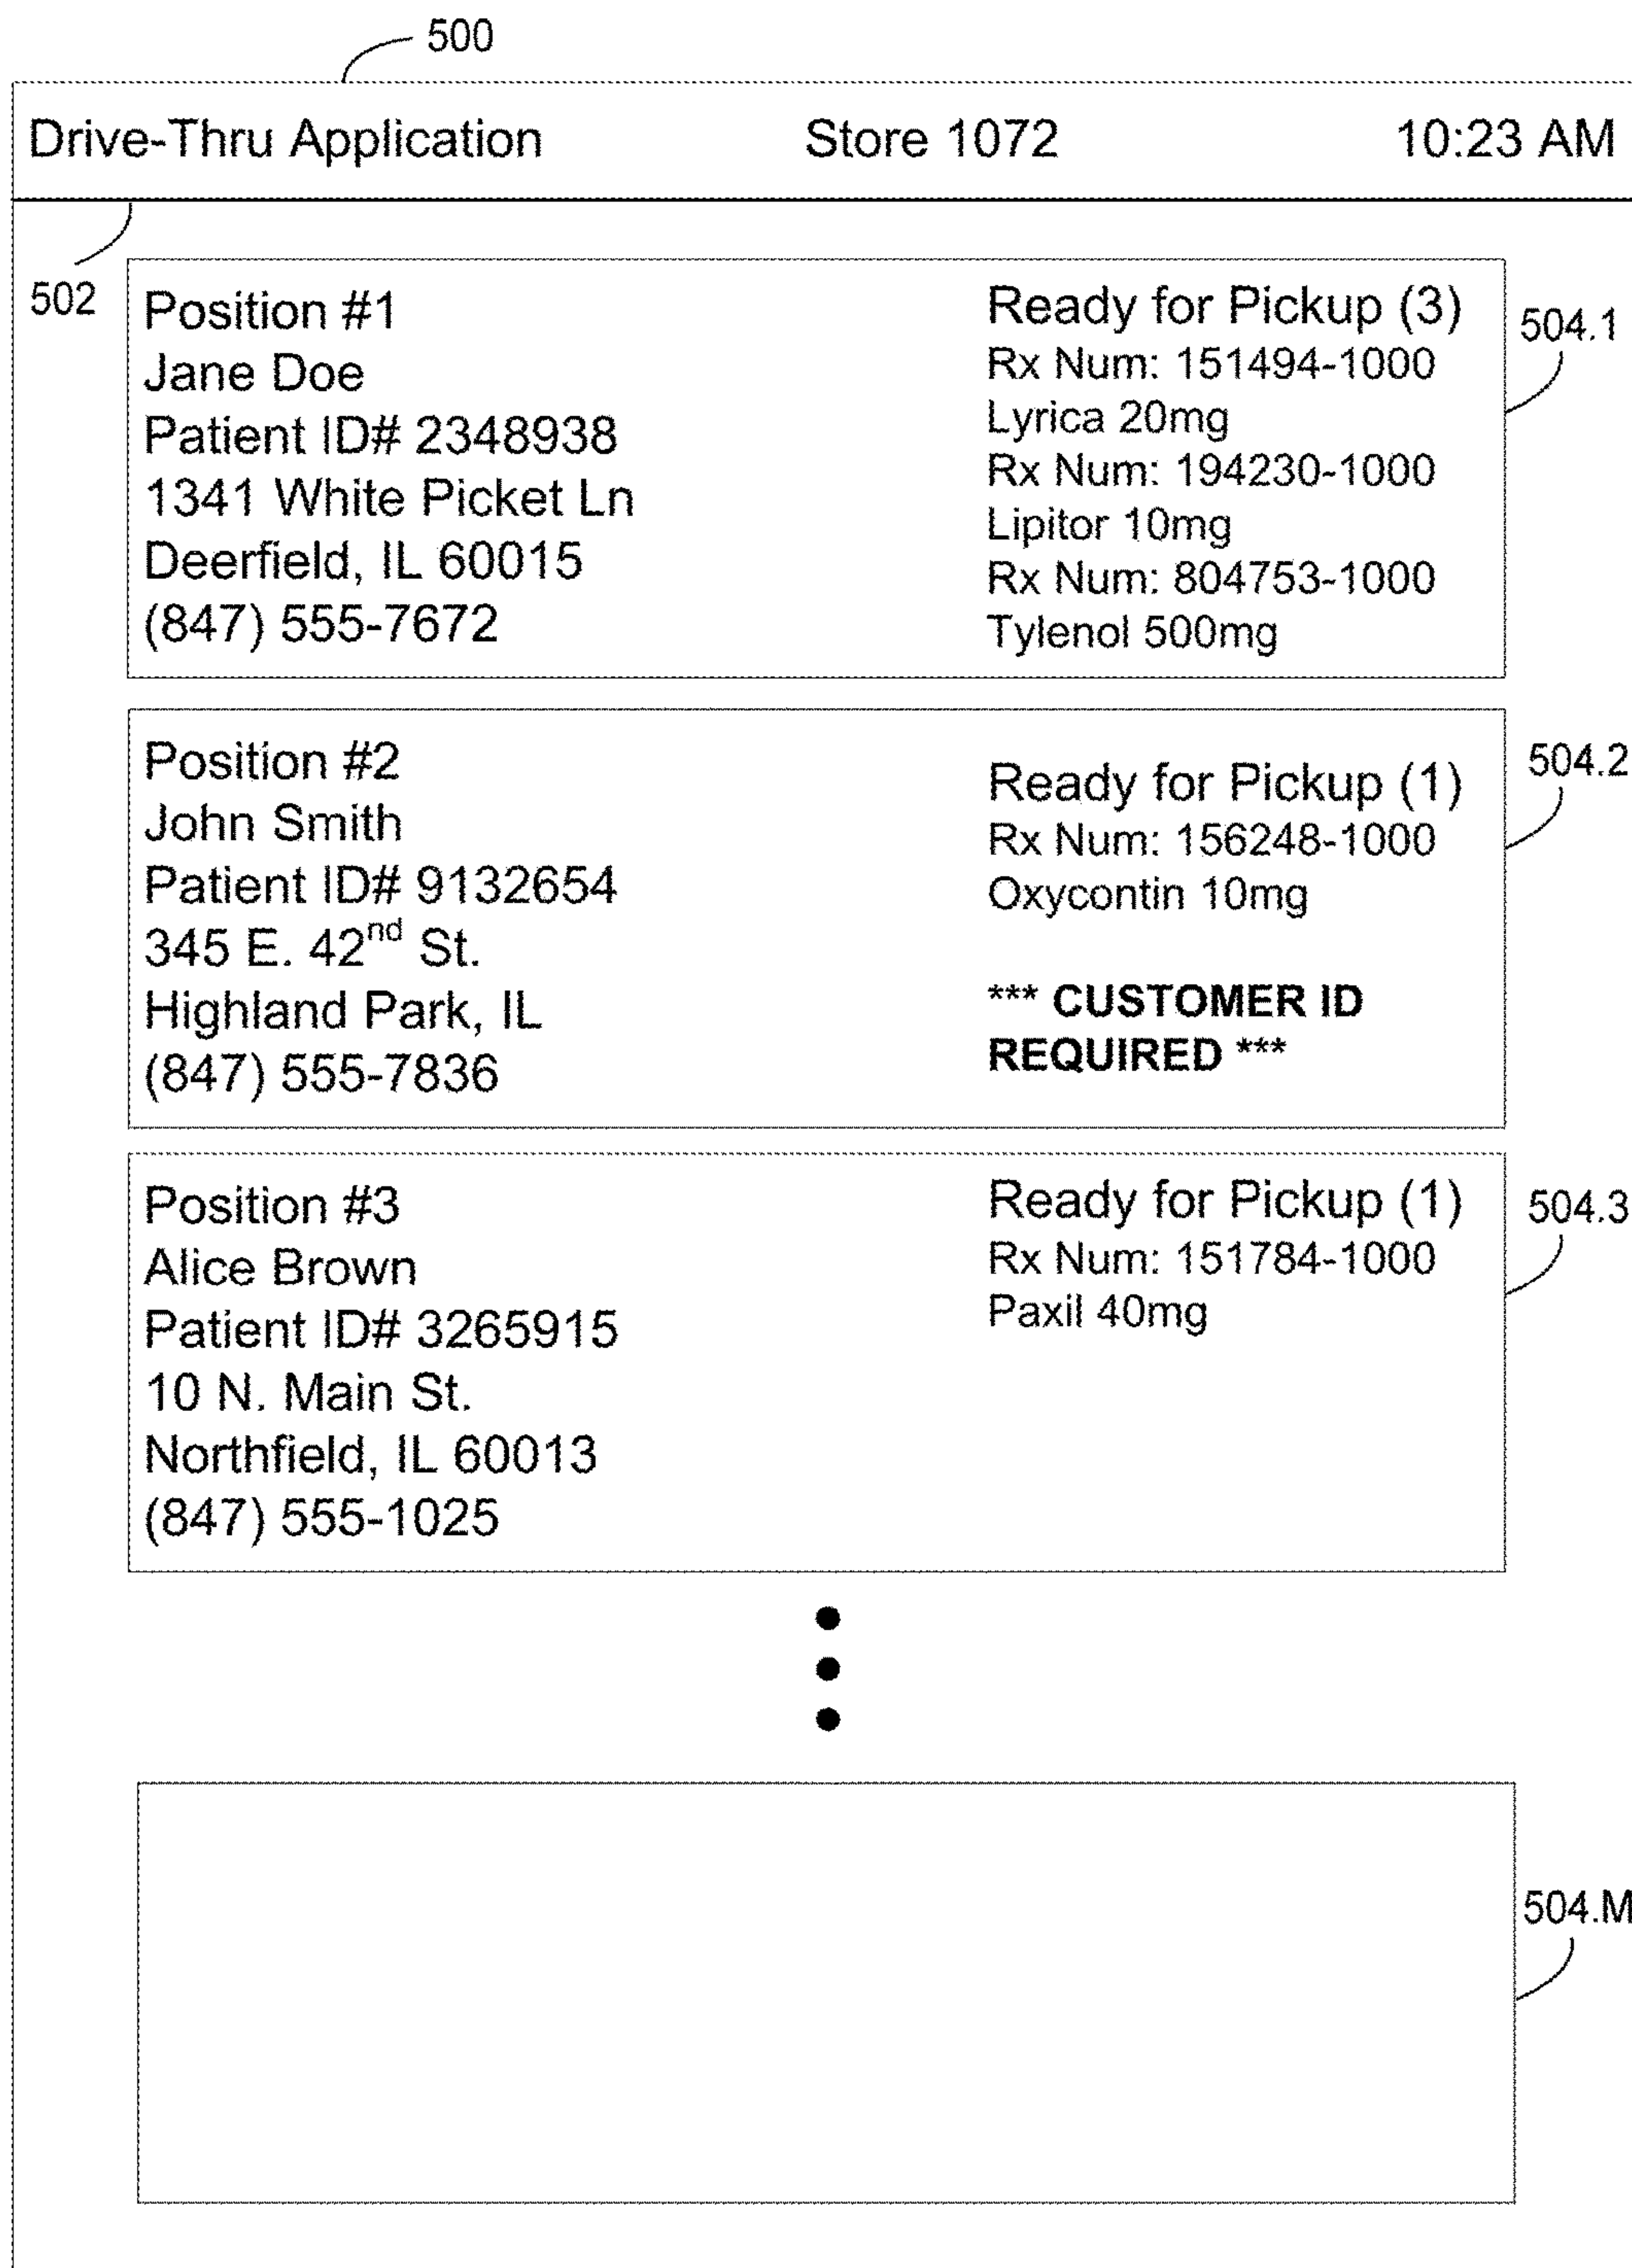 500
Drive-Thru Application Store 1072 10:23 AM
502
Position #1
Jane Doe
Patient ID# 2348938
1341 White Picket Ln
Deerfield, IL 60015
(847) 555-7672
Ready for Pickup (3)
Rx Num: 151494-1000
Lyrica 20mg
Rx Num: 194230-1000
Lipitor 10mg
Rx Num: 804753-1000
Tylenol 500mg
504.1
Position #2
John Smith
Patient ID# 9132654
345 E. 42nd St.
Highland Park, IL
(847) 555-7836
Ready for Pickup (1)
Rx Num: 156248-1000
Oxycontin 10mg
*** CUSTOMER ID
REQUIRED ***
504.2
Position #3
Alice Brown
Patient ID# 3265915
10 N. Main St.
Northfield, IL 60013
(847) 555-1025
Ready for Pickup (1)
Rx Num: 151784-1000
Paxil 40mg
504.3
504.M